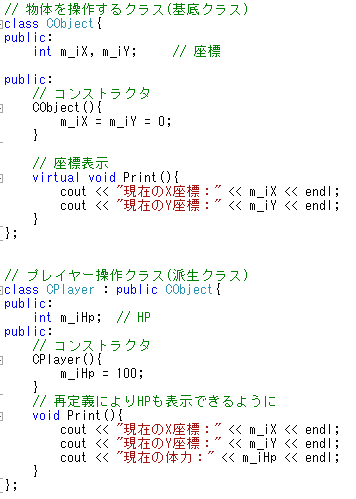 // 物体を操作するクラス(基底クラス)
class CObject{
public:
    int m_iX, m_iY;     // 座標

public:
    // コンストラクタ
    CObject(){
        m_iX = m_iY = 0;
    }

    // 座標表示
    virtual void Print(){
        cout << "現在のX座標：" << m_iX << endl;
        cout << "現在のY座標：" << m_iY << endl;
    }
};

// プレイヤー操作クラス(派生クラス)
class CPlayer : public CObject{
public:
    int m_iHp;  // HP
public:
    // コンストラクタ
    CPlayer(){
        m_iHp = 100;
    }
    // 再定義によりHPも表示できるように
    void Print(){
        cout << "現在のX座標：" << m_iX << endl;
        cout << "現在のY座標：" << m_iY << endl;
        cout << "現在の体力：" << m_iHp << endl;
    }
};